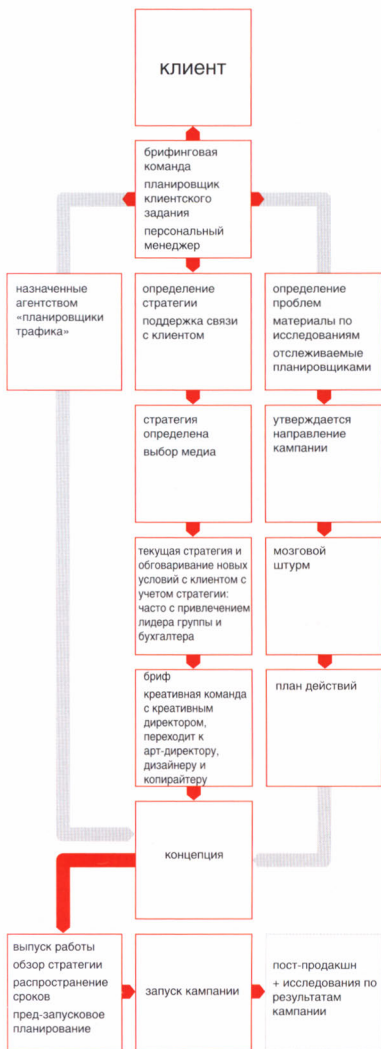 клиент
брифинговая
команда
планировщик
клиентского
задания
персональный
менеджер
назначенные
агентством
«планировщики
трафика»
определение
стратегии
поддержка связи
с клиентом
определение
проблем
материалы по
исследованиям
отслеживаемые
планировщиками
стратегия
определена
выбор медиа
утверждается
направление
кампании
текущая стратегия и
обговаривание новых
условий с клиентом с
учетом стратегии:
часто с привлечением
лидера группы и
бухгалтера
мозговой
штурм
бриф
креативная команда
с креативным
директором,
переходит к
арт-директору,
дизайнеру и
копирайтеру
план действий
концепция
выпуск работы
обзор стратегии
распространение
сроков
пред-запусковое
планирование
запуск кампании
пост-продакшн
+ исследования по
результатам
кампании